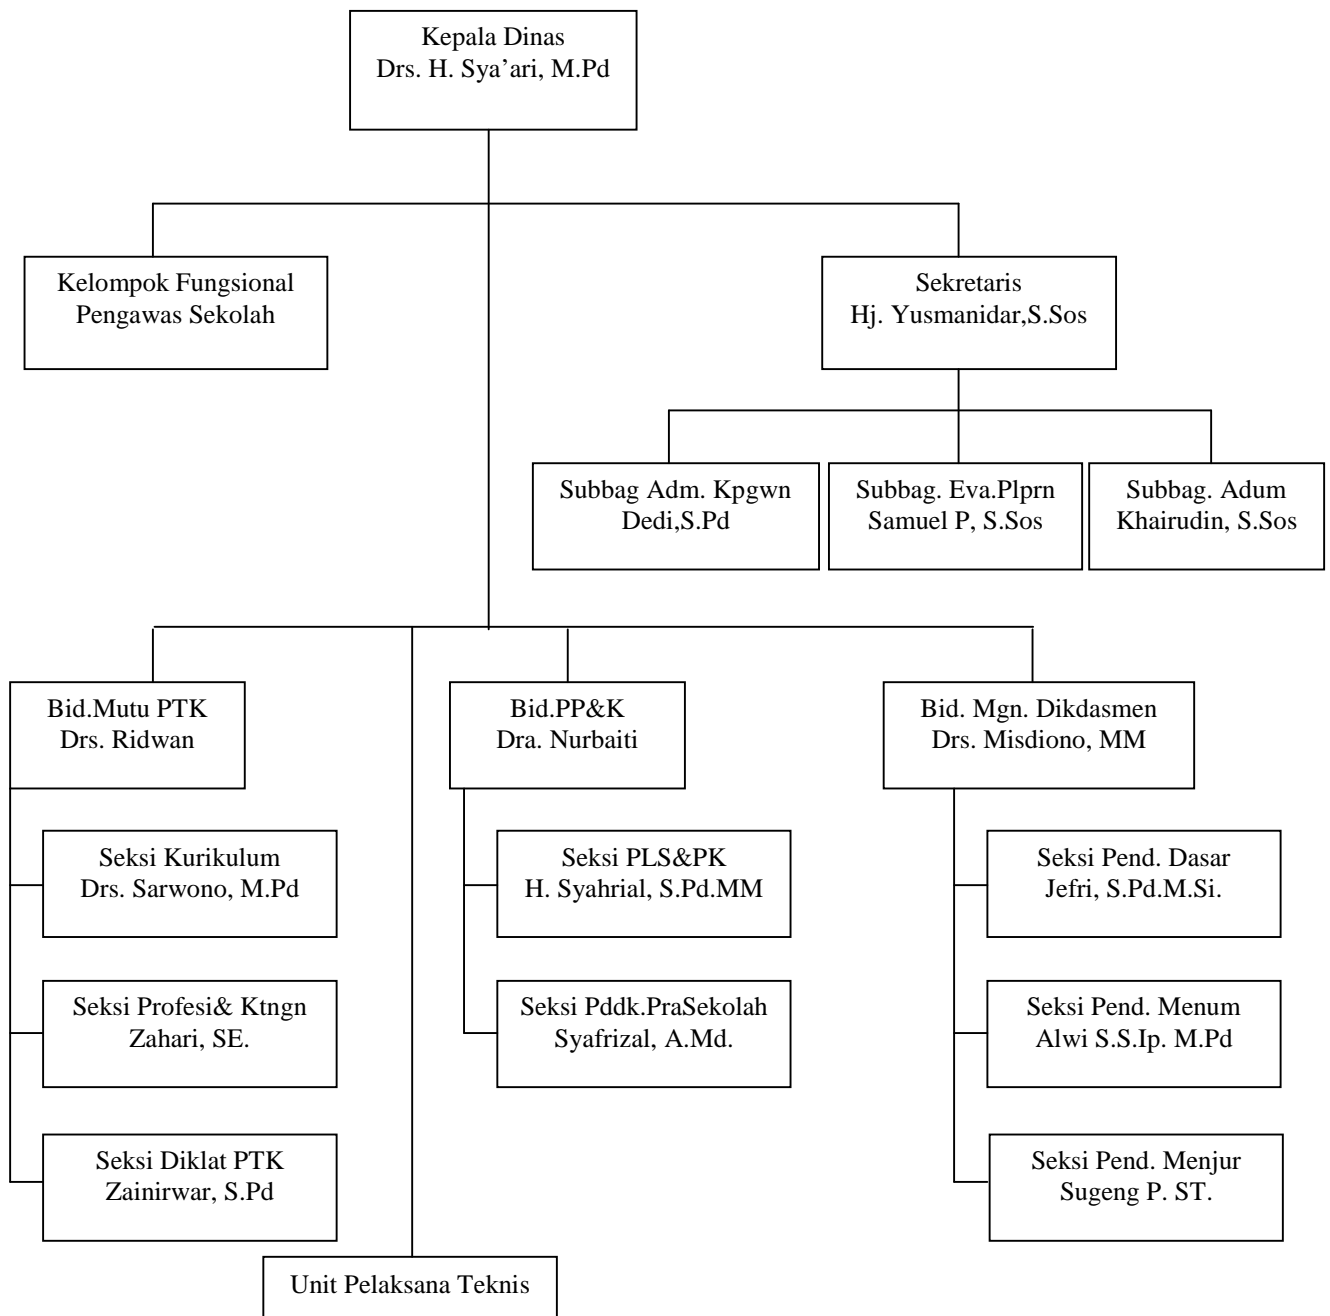 Kepala Dinas
Drs. H. Sya’ari, M.Pd
Kelompok Fungsional
Pengawas Sekolah
Sekretaris
Hj. Yusmanidar,S.Sos
Subbag Adm. Kpgwn
Dedi,S.Pd
Subbag. Eva.Plprn
Samuel P, S.Sos
Subbag. Adum
Khairudin, S.Sos
Bid.Mutu PTK
Drs. Ridwan
Bid.PP&K
Dra. Nurbaiti
Bid. Mgn. Dikdasmen
Drs. Misdiono, MM
Seksi Kurikulum
Drs. Sarwono, M.Pd
Seksi PLS&PK
H. Syahrial, S.Pd.MM
Seksi Pend. Dasar
Jefri, S.Pd.M.Si.
Seksi Profesi& Ktngn
Zahari, SE.
Seksi Pddk.PraSekolah
Syafrizal, A.Md.
Seksi Pend. Menum
Alwi S.S.Ip. M.Pd
Seksi Diklat PTK
Zainirwar, S.Pd
Seksi Pend. Menjur
Sugeng P. ST.
Unit Pelaksana Teknis